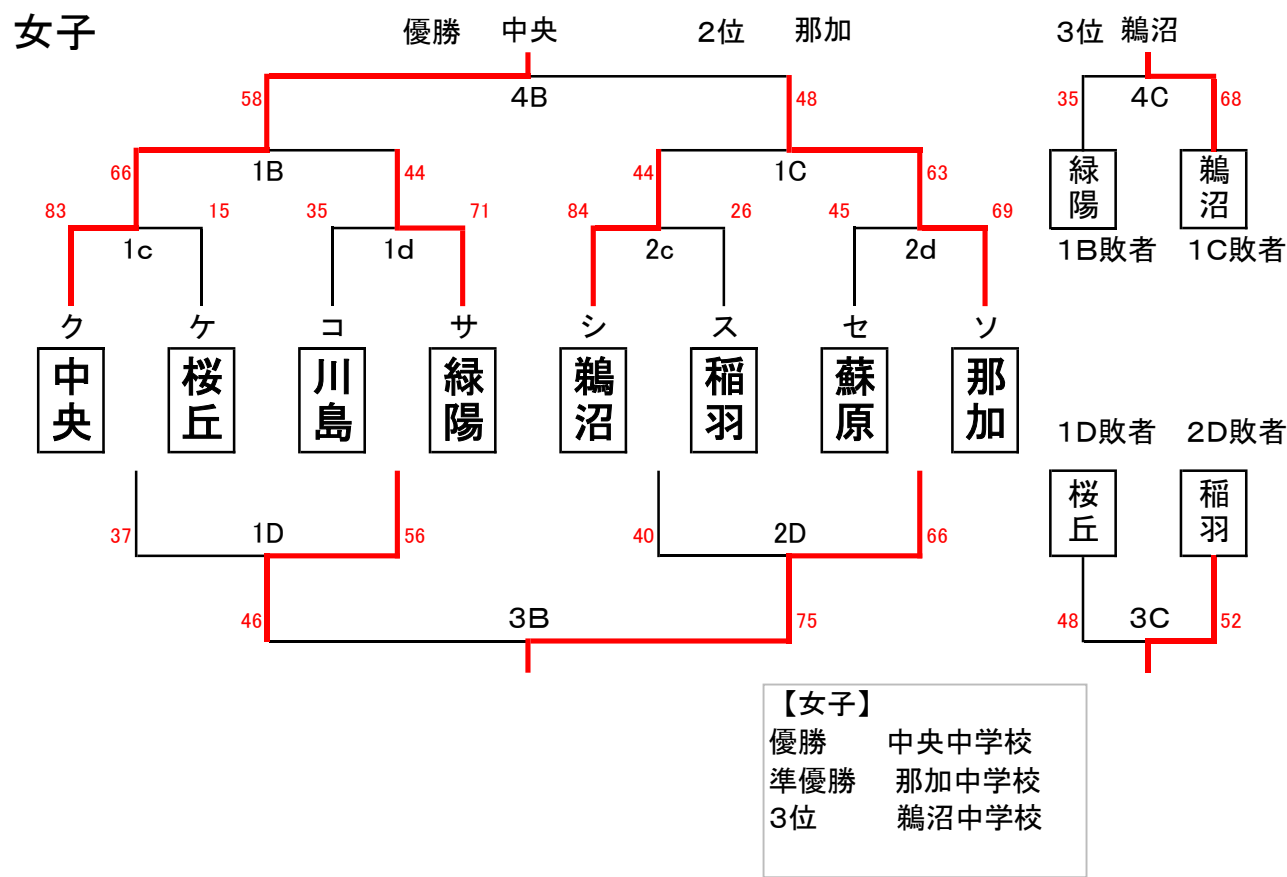 女子
優勝 中央 2位 那加 3位 鵜沼
58 4B 48 35 4C 68
66 1B 44 44 1C 63 緑陽 鵜沼
83 15 35 71 84 26 45 69
1c 1d 2c 2d 1B敗者 1C敗者
ク ケ コ サ シ ス セ ソ
中央 桜丘 川島 緑陽 鵜沼 稲羽 蘇原 那加
1D敗者 2D敗者
37 1D 56 40 2D 66 桜丘 稲羽
46 3B 75 48 3C 52
【女子】
優勝 中央中学校
準優勝 那加中学校
3位 鵜沼中学校